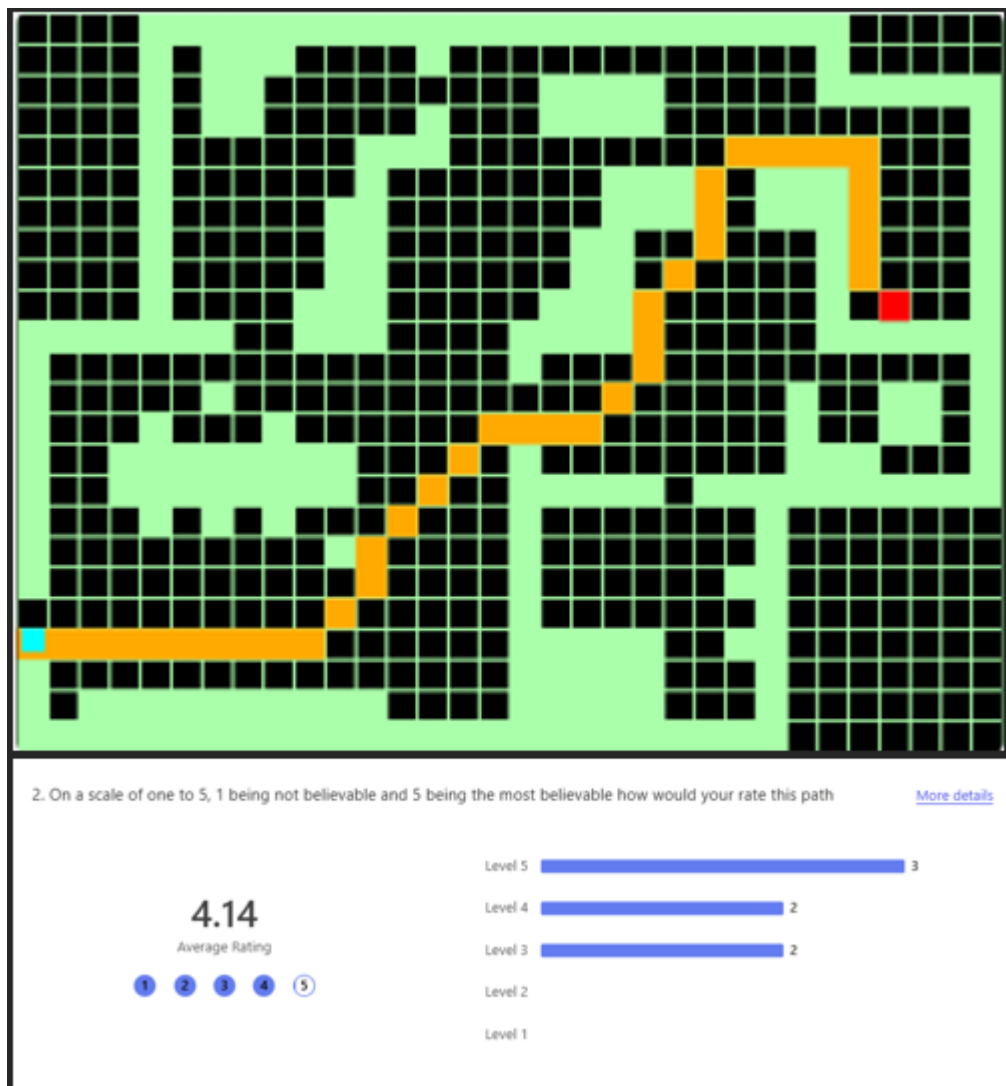 2. On a scale of one to 5, 1 being not believable and 5 being the most believable how would your rate this path
More details
Level 5 3
4.14
Level 4 2
Average Rating
Level 3 2
1 2 3 4 5
Level 2
Level 1